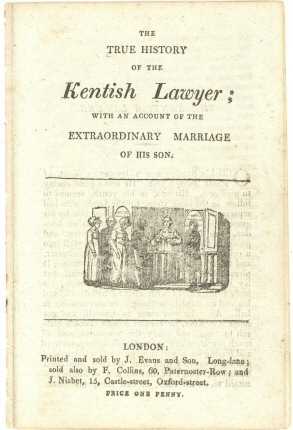 THE
TRUE HISTORY
OF THE
Kentish Lawyer;
WITH AN ACCOUNT OF THE
EXTRAORDINARY MARRIAGE
OF HIS SON.
LONDON:
Printed and sold by J. Evans and Son, Long-lane;
sold also by F. Collins, 60, Paternoster-Row; and
J. Nisbet, 15, Castle-street, Oxford-street.
PRICE ONE PENNY.